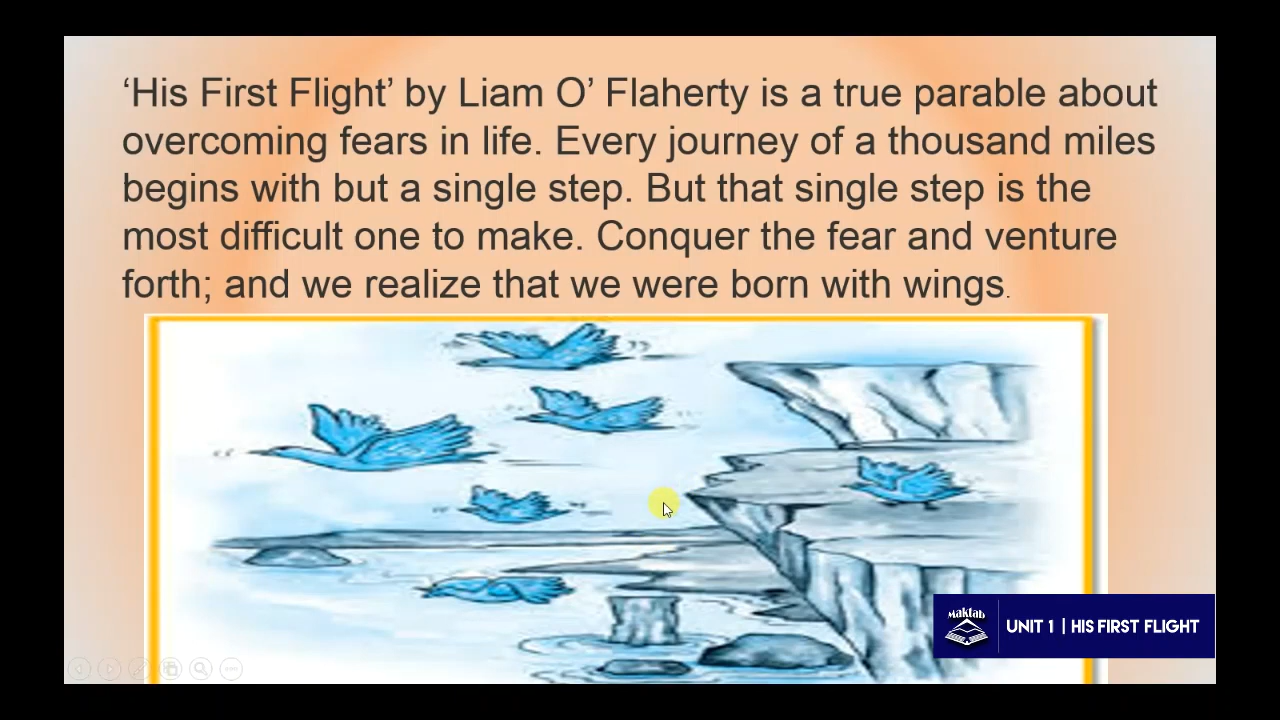 ‘His First Flight’ by Liam O’ Flaherty is a true parable about
overcoming fears in life. Every journey of a thousand miles
begins with but a single step. But that single step is the
most difficult one to make. Conquer the fear and venture
forth; and we realize that we were born with wings.
Maktab
UNIT 1 | HIS FIRST FLIGHT